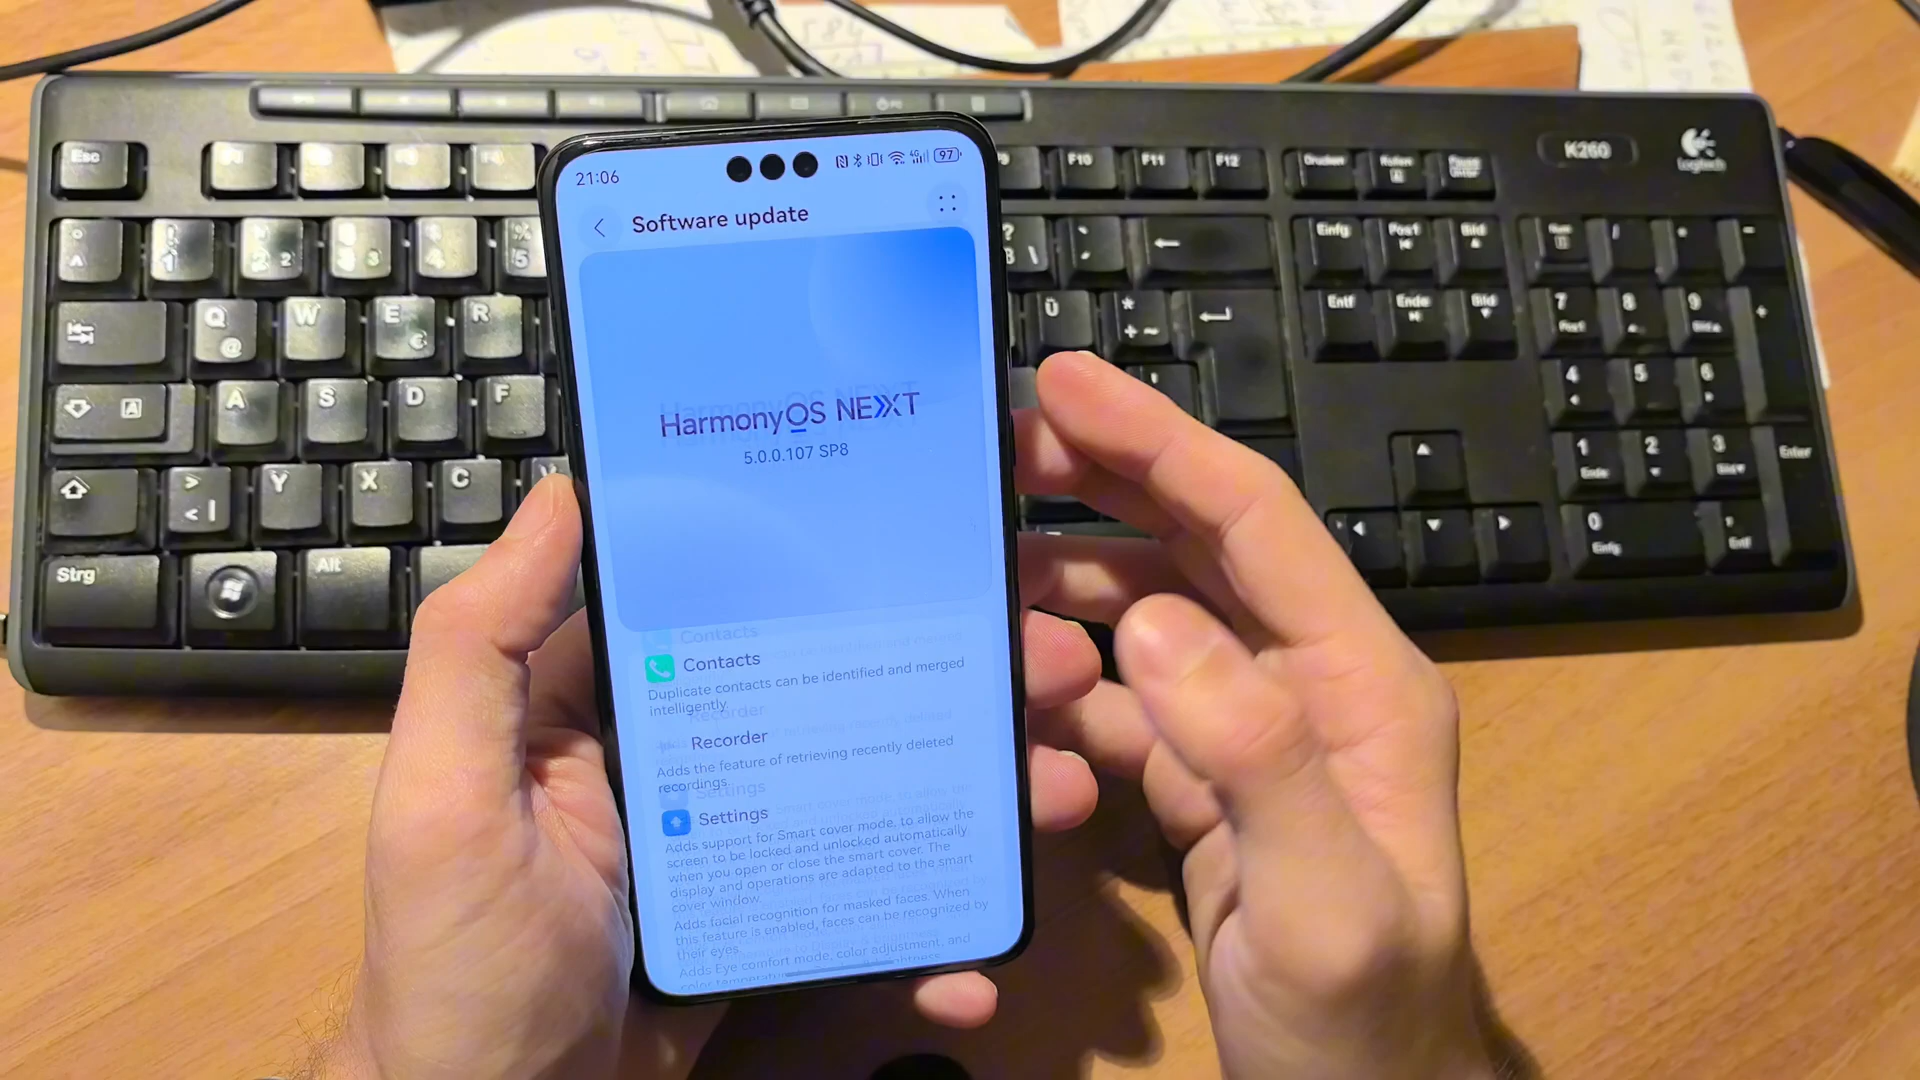 21:06
97
Software update
HarmonyOS NEXT
5.0.0.107 SP8
Contacts
Duplicate contacts can be identified and merged
intelligently.
Recorder
Adds the feature of retrieving recently deleted
recordings.
Settings
Adds support for Smart cover mode, to allow the
screen to be locked and unlocked automatically
when you open or close the smart cover. The
display and operations are adapted to the smart
cover window.
Adds facial recognition for masked faces. When
this feature is enabled, faces can be recognized by
their eyes.
Adds Eye comfort mode, color adjustment, and
K260
Logitech
Esc
F10
F11
F12
Einfg
Pos1
Bild
Q
@
W
E
€
R
Ü
*
+ ~
Entf
Ende
Bild
7
8
9
Pos1
A
A
S
D
F
4
5
6
>
< |
Y
X
C
1
2
3
Ende
Enter
Strg
Alt
0
Einfg
Entf